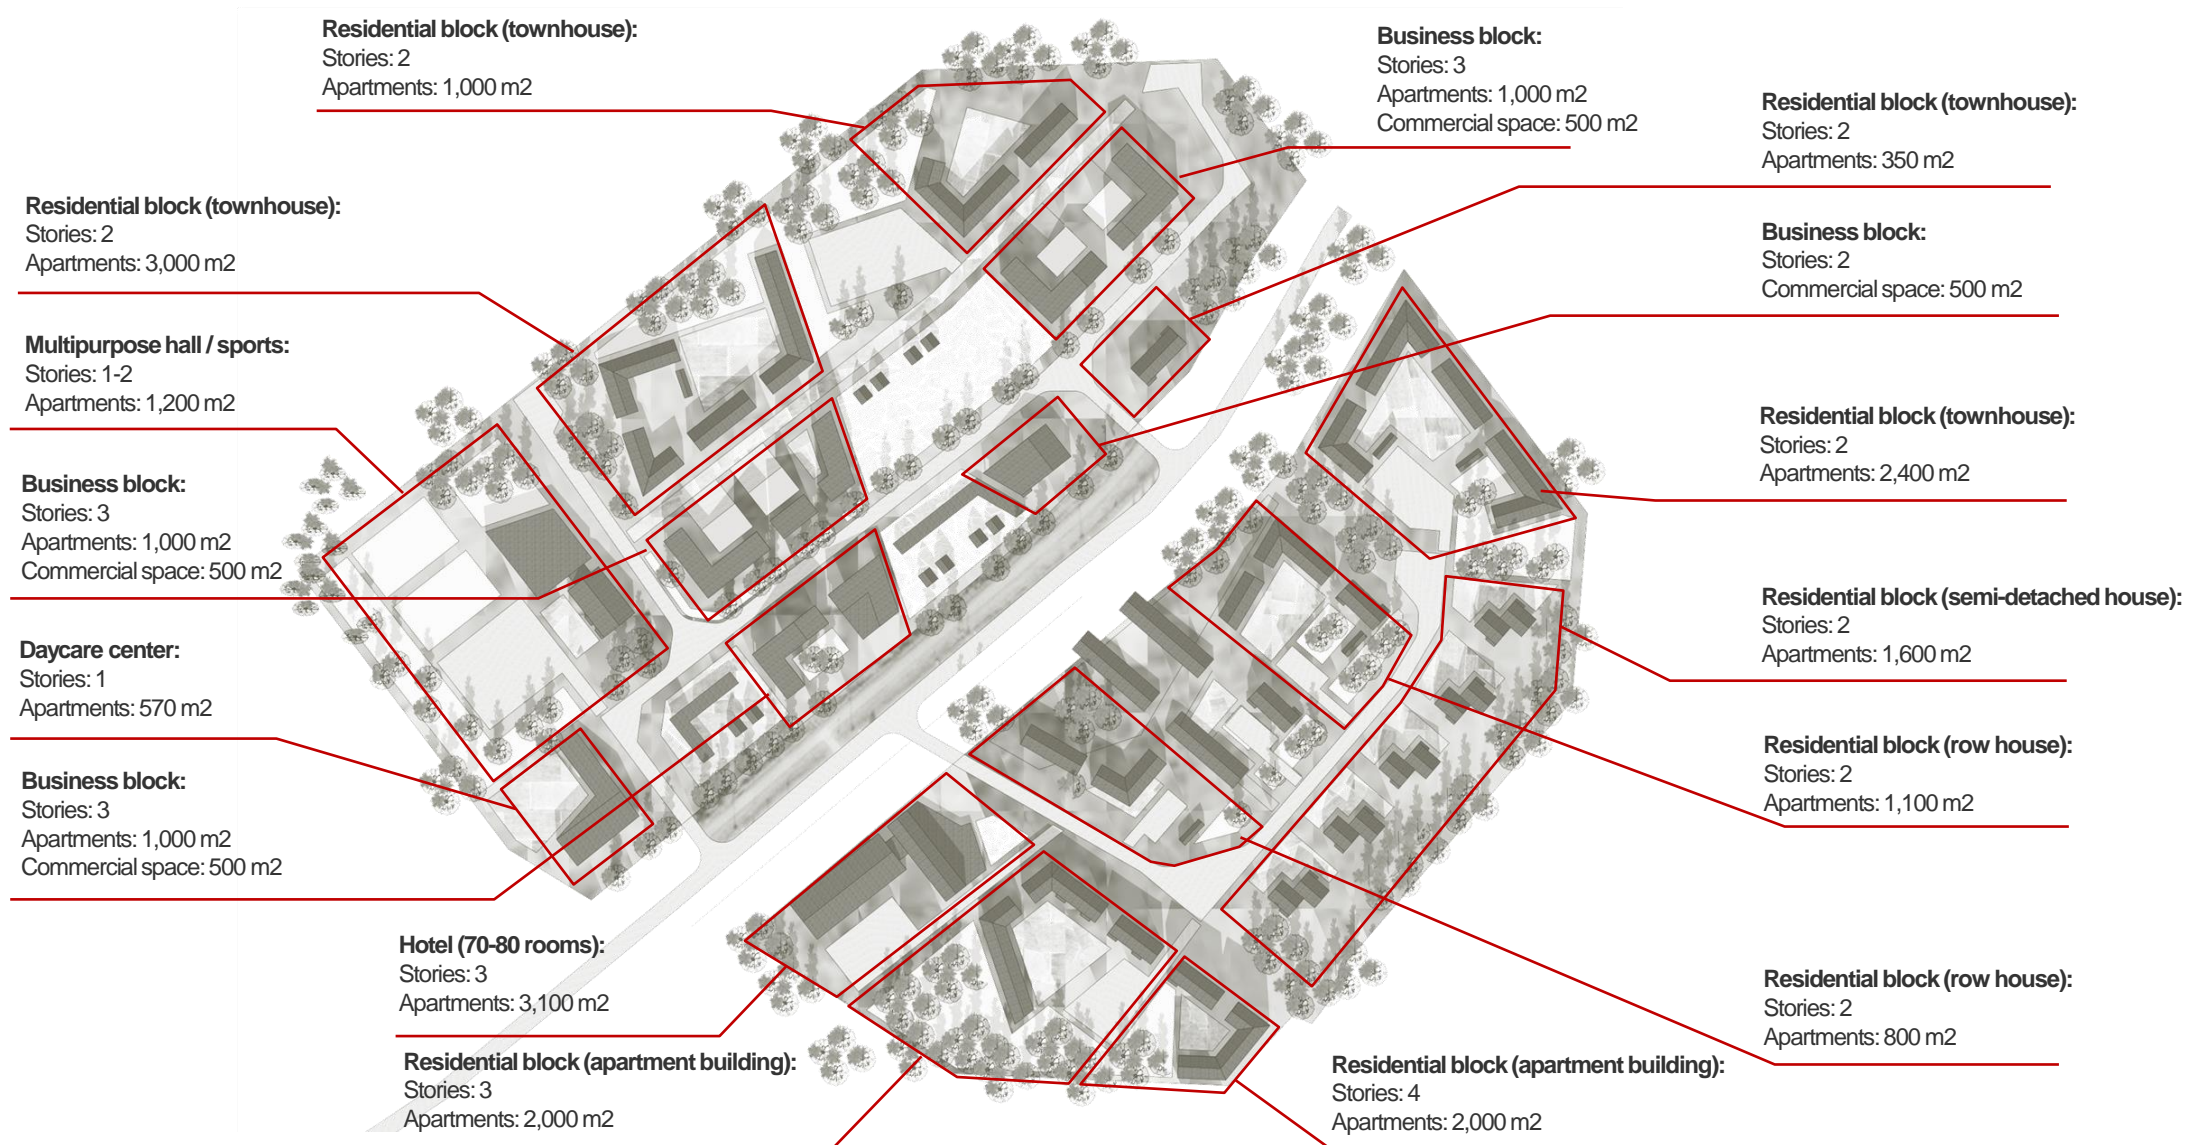 Residential block (townhouse):
Stories: 2
Apartments: 1,000 m2
Business block:
Stories: 3
Apartments: 1,000 m2
Commercial space: 500 m2
Residential block (townhouse):
Stories: 2
Apartments: 350 m2
Residential block (townhouse):
Stories: 2
Apartments: 3,000 m2
Business block:
Stories: 2
Commercial space: 500 m2
Multipurpose hall / sports:
Stories: 1-2
Apartments: 1,200 m2
Residential block (townhouse):
Stories: 2
Apartments: 2,400 m2
Business block:
Stories: 3
Apartments: 1,000 m2
Commercial space: 500 m2
Residential block (semi-detached house):
Stories: 2
Apartments: 1,600 m2
Daycare center:
Stories: 1
Apartments: 570 m2
Residential block (row house):
Stories: 2
Apartments: 1,100 m2
Business block:
Stories: 3
Apartments: 1,000 m2
Commercial space: 500 m2
Hotel (70-80 rooms):
Stories: 3
Apartments: 3,100 m2
Residential block (row house):
Stories: 2
Apartments: 800 m2
Residential block (apartment building):
Stories: 3
Apartments: 2,000 m2
Residential block (apartment building):
Stories: 4
Apartments: 2,000 m2